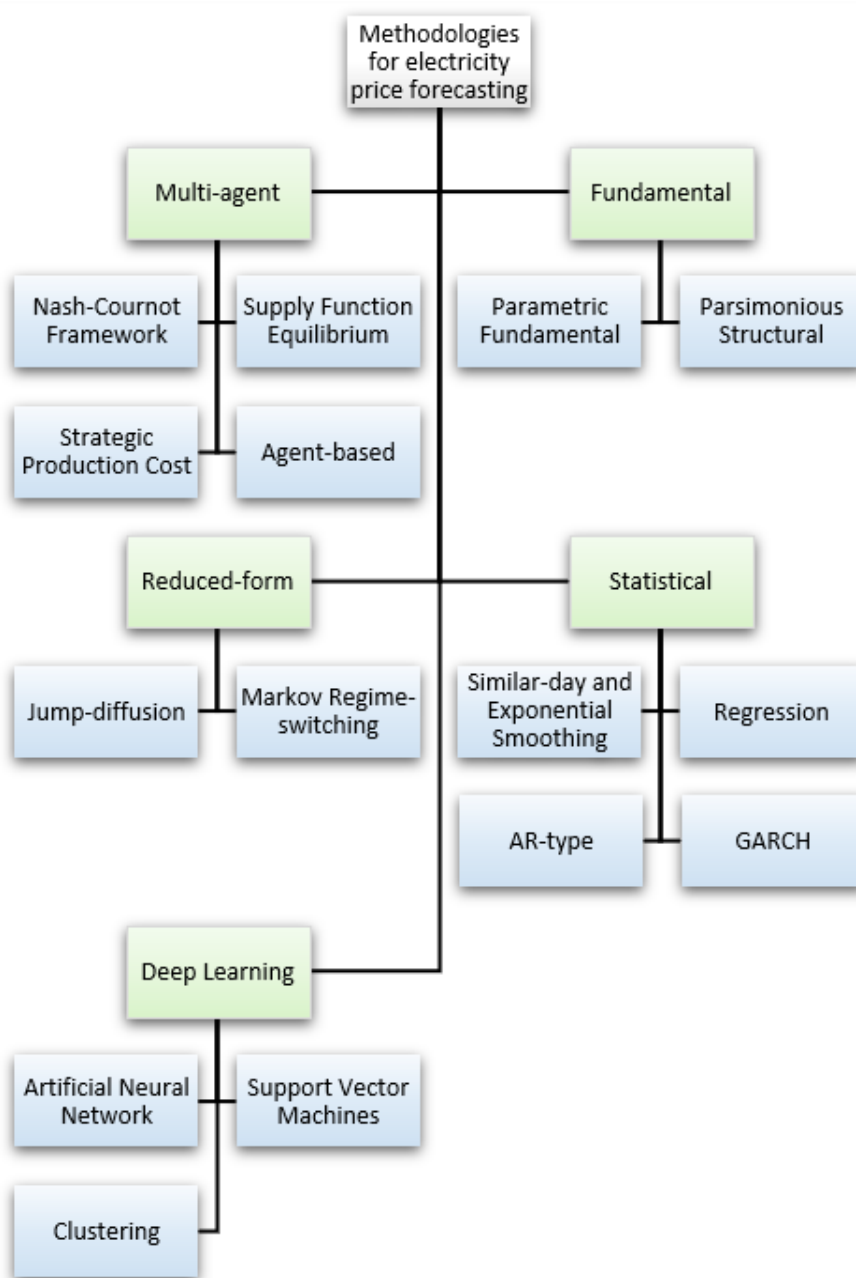 Methodologies
for electricity
price forecasting
Multi-agent
Fundamental
Nash-Cournot
Framework
Supply Function
Equilibrium
Parametric
Fundamental
Parsimonious
Structural
Strategic
Production Cost
Agent-based
Reduced-form
Statistical
Jump-diffusion
Markov Regime-
switching
Similar-day and
Exponential
Smoothing
Regression
AR-type
GARCH
Deep Learning
Artificial Neural
Network
Support Vector
Machines
Clustering